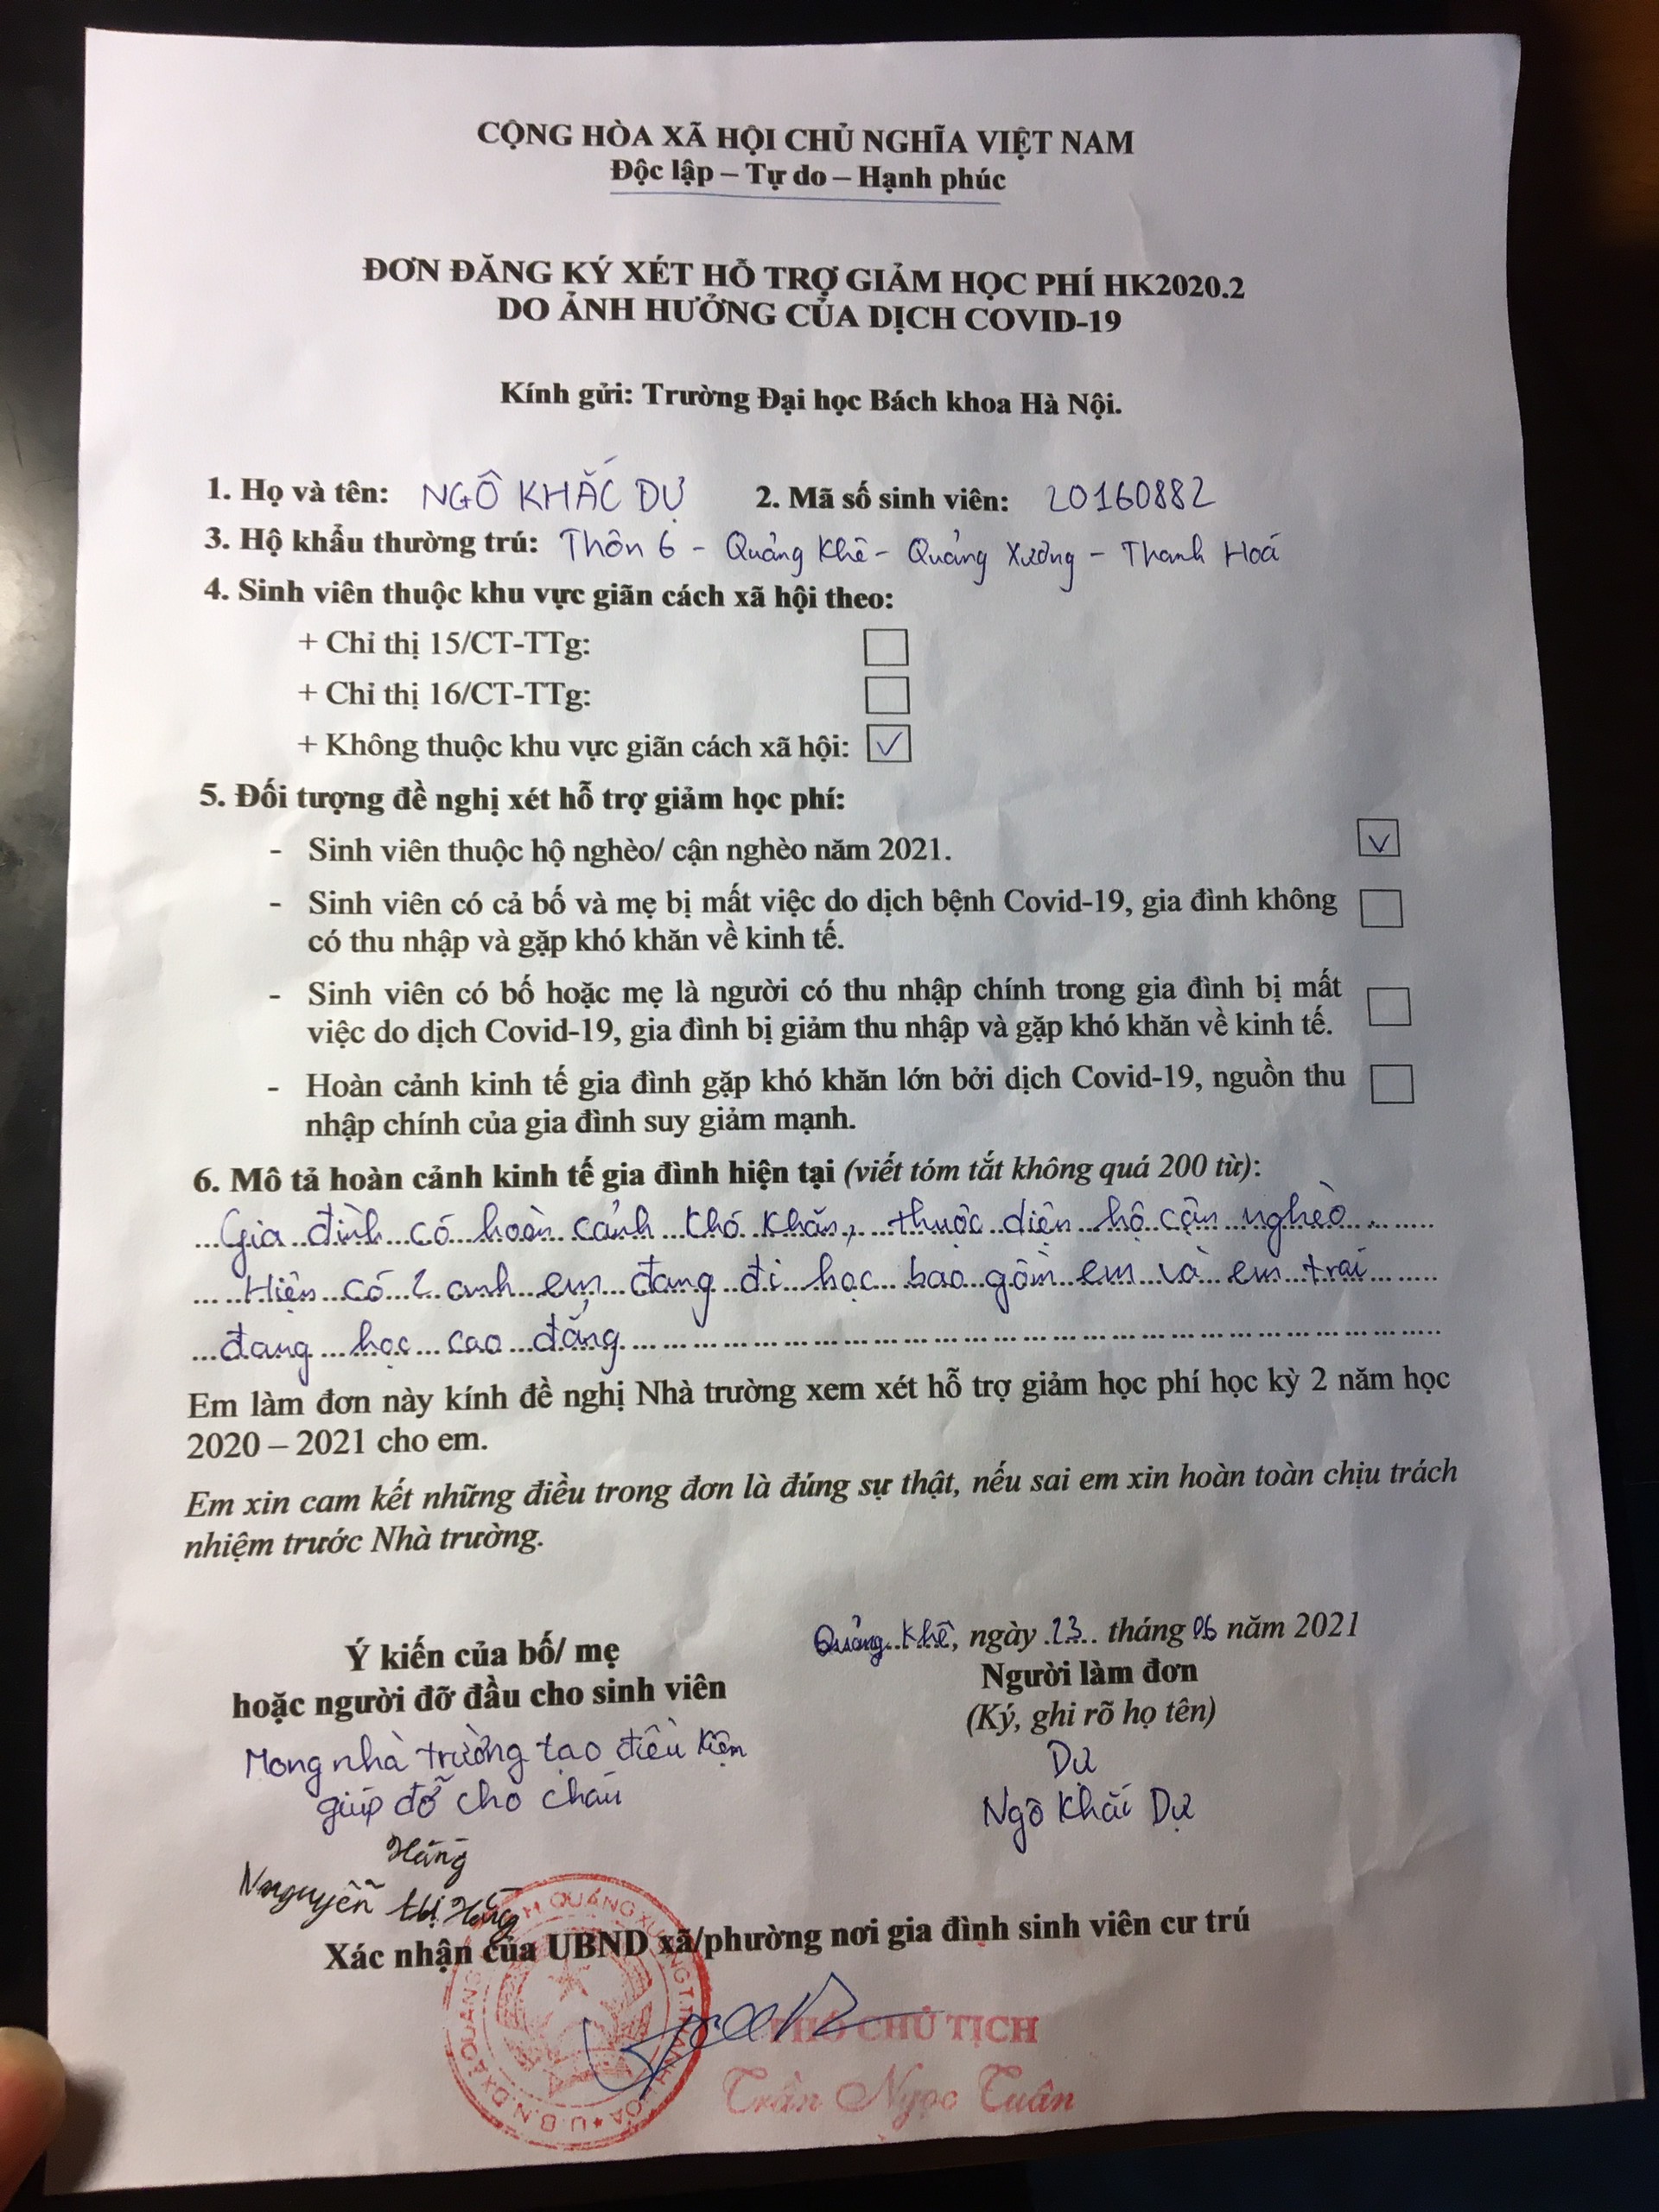 CỘNG HÒA XÃ HỘI CHỦ NGHĨA VIỆT NAM
Độc lập – Tự do – Hạnh phúc
ĐƠN ĐĂNG KÝ XÉT HỖ TRỢ GIẢM HỌC PHÍ HK2020.2
DO ẢNH HƯỞNG CỦA DỊCH COVID-19
Kính gửi: Trường Đại học Bách khoa Hà Nội.
1. Họ và tên: NGÔ KHẮC DỰ 2. Mã số sinh viên: 20160882
3. Hộ khẩu thường trú: Thôn 6 - Quảng Khê - Quảng Xương - Thanh Hoá
4. Sinh viên thuộc khu vực giãn cách xã hội theo:
+ Chỉ thị 15/CT-TTg:
+ Chỉ thị 16/CT-TTg:
+ Không thuộc khu vực giãn cách xã hội: ✓
5. Đối tượng đề nghị xét hỗ trợ giảm học phí:
- Sinh viên thuộc hộ nghèo/ cận nghèo năm 2021. ✓
- Sinh viên có cả bố và mẹ bị mất việc do dịch bệnh Covid-19, gia đình không
có thu nhập và gặp khó khăn về kinh tế.
- Sinh viên có bố hoặc mẹ là người có thu nhập chính trong gia đình bị mất
việc do dịch Covid-19, gia đình bị giảm thu nhập và gặp khó khăn về kinh tế.
- Hoàn cảnh kinh tế gia đình gặp khó khăn lớn bởi dịch Covid-19, nguồn thu
nhập chính của gia đình suy giảm mạnh.
6. Mô tả hoàn cảnh kinh tế gia đình hiện tại (viết tóm tắt không quá 200 từ):
Gia đình có hoàn cảnh khó khăn, thuộc diện hộ cận nghèo.
Hiện có 2 anh em đang đi học bao gồm em và em trai
đang học cao đẳng
Em làm đơn này kính đề nghị Nhà trường xem xét hỗ trợ giảm học phí học kỳ 2 năm học
2020 – 2021 cho em.
Em xin cam kết những điều trong đơn là đúng sự thật, nếu sai em xin hoàn toàn chịu trách
nhiệm trước Nhà trường.
Quảng Khê, ngày 23 tháng 06 năm 2021
Ý kiến của bố/ mẹ
hoặc người đỡ đầu cho sinh viên
Mong nhà trường tạo điều kiện
giúp đỡ cho cháu
Hằng
Nguyễn thị Hằng
Người làm đơn
(Ký, ghi rõ họ tên)
Dự
Ngô Khắc Dự
Xác nhận của UBND xã/phường nơi gia đình sinh viên cư trú
PHÓ CHỦ TỊCH
Trần Ngọc Tuân